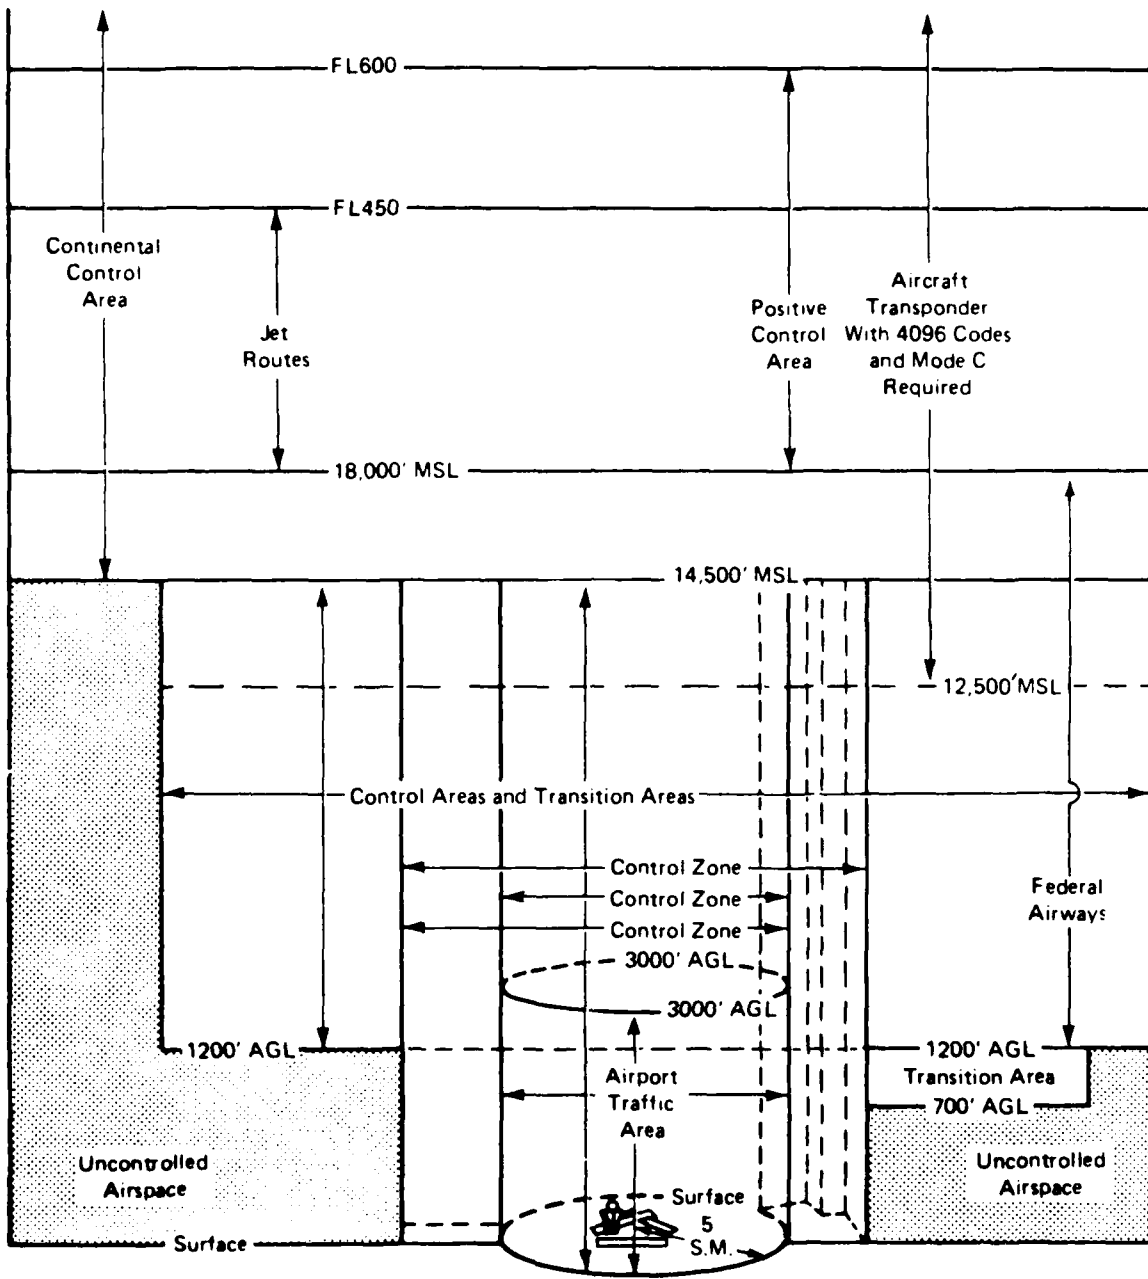 FL600
FL450
Continental
Control
Area
Jet
Routes
Positive
Control
Area
Aircraft
Transponder
With 4096 Codes
and Mode C
Required
18,000' MSL
14,500' MSL
12,500' MSL
Control Areas and Transition Areas
Control Zone
Control Zone
Control Zone
Federal
Airways
3000' AGL
3000' AGL
1200' AGL
1200' AGL
Transition Area
700' AGL
Airport
Traffic
Area
Uncontrolled
Airspace
Uncontrolled
Airspace
Surface
5
S.M.
Surface